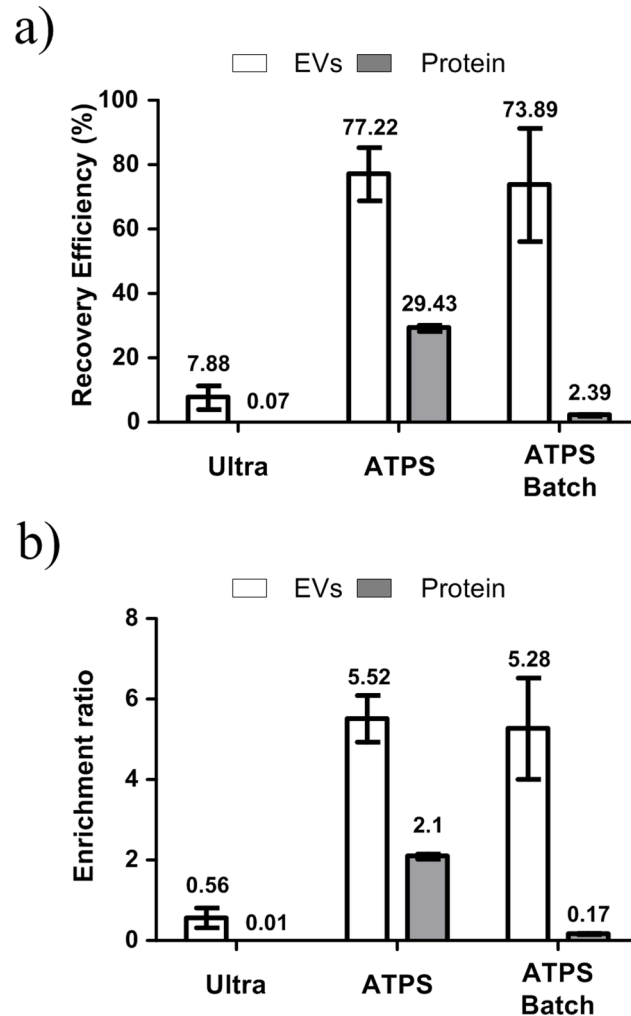 a)
EVs Protein
Recovery Efficiency (%)
100
80
60
40
20
0
7.88
0.07
77.22
29.43
73.89
2.39
Ultra
ATPS
ATPS
Batch
b)
EVs Protein
Enrichment ratio
8
6
4
2
0
0.56
0.01
5.52
2.1
5.28
0.17
Ultra
ATPS
ATPS
Batch